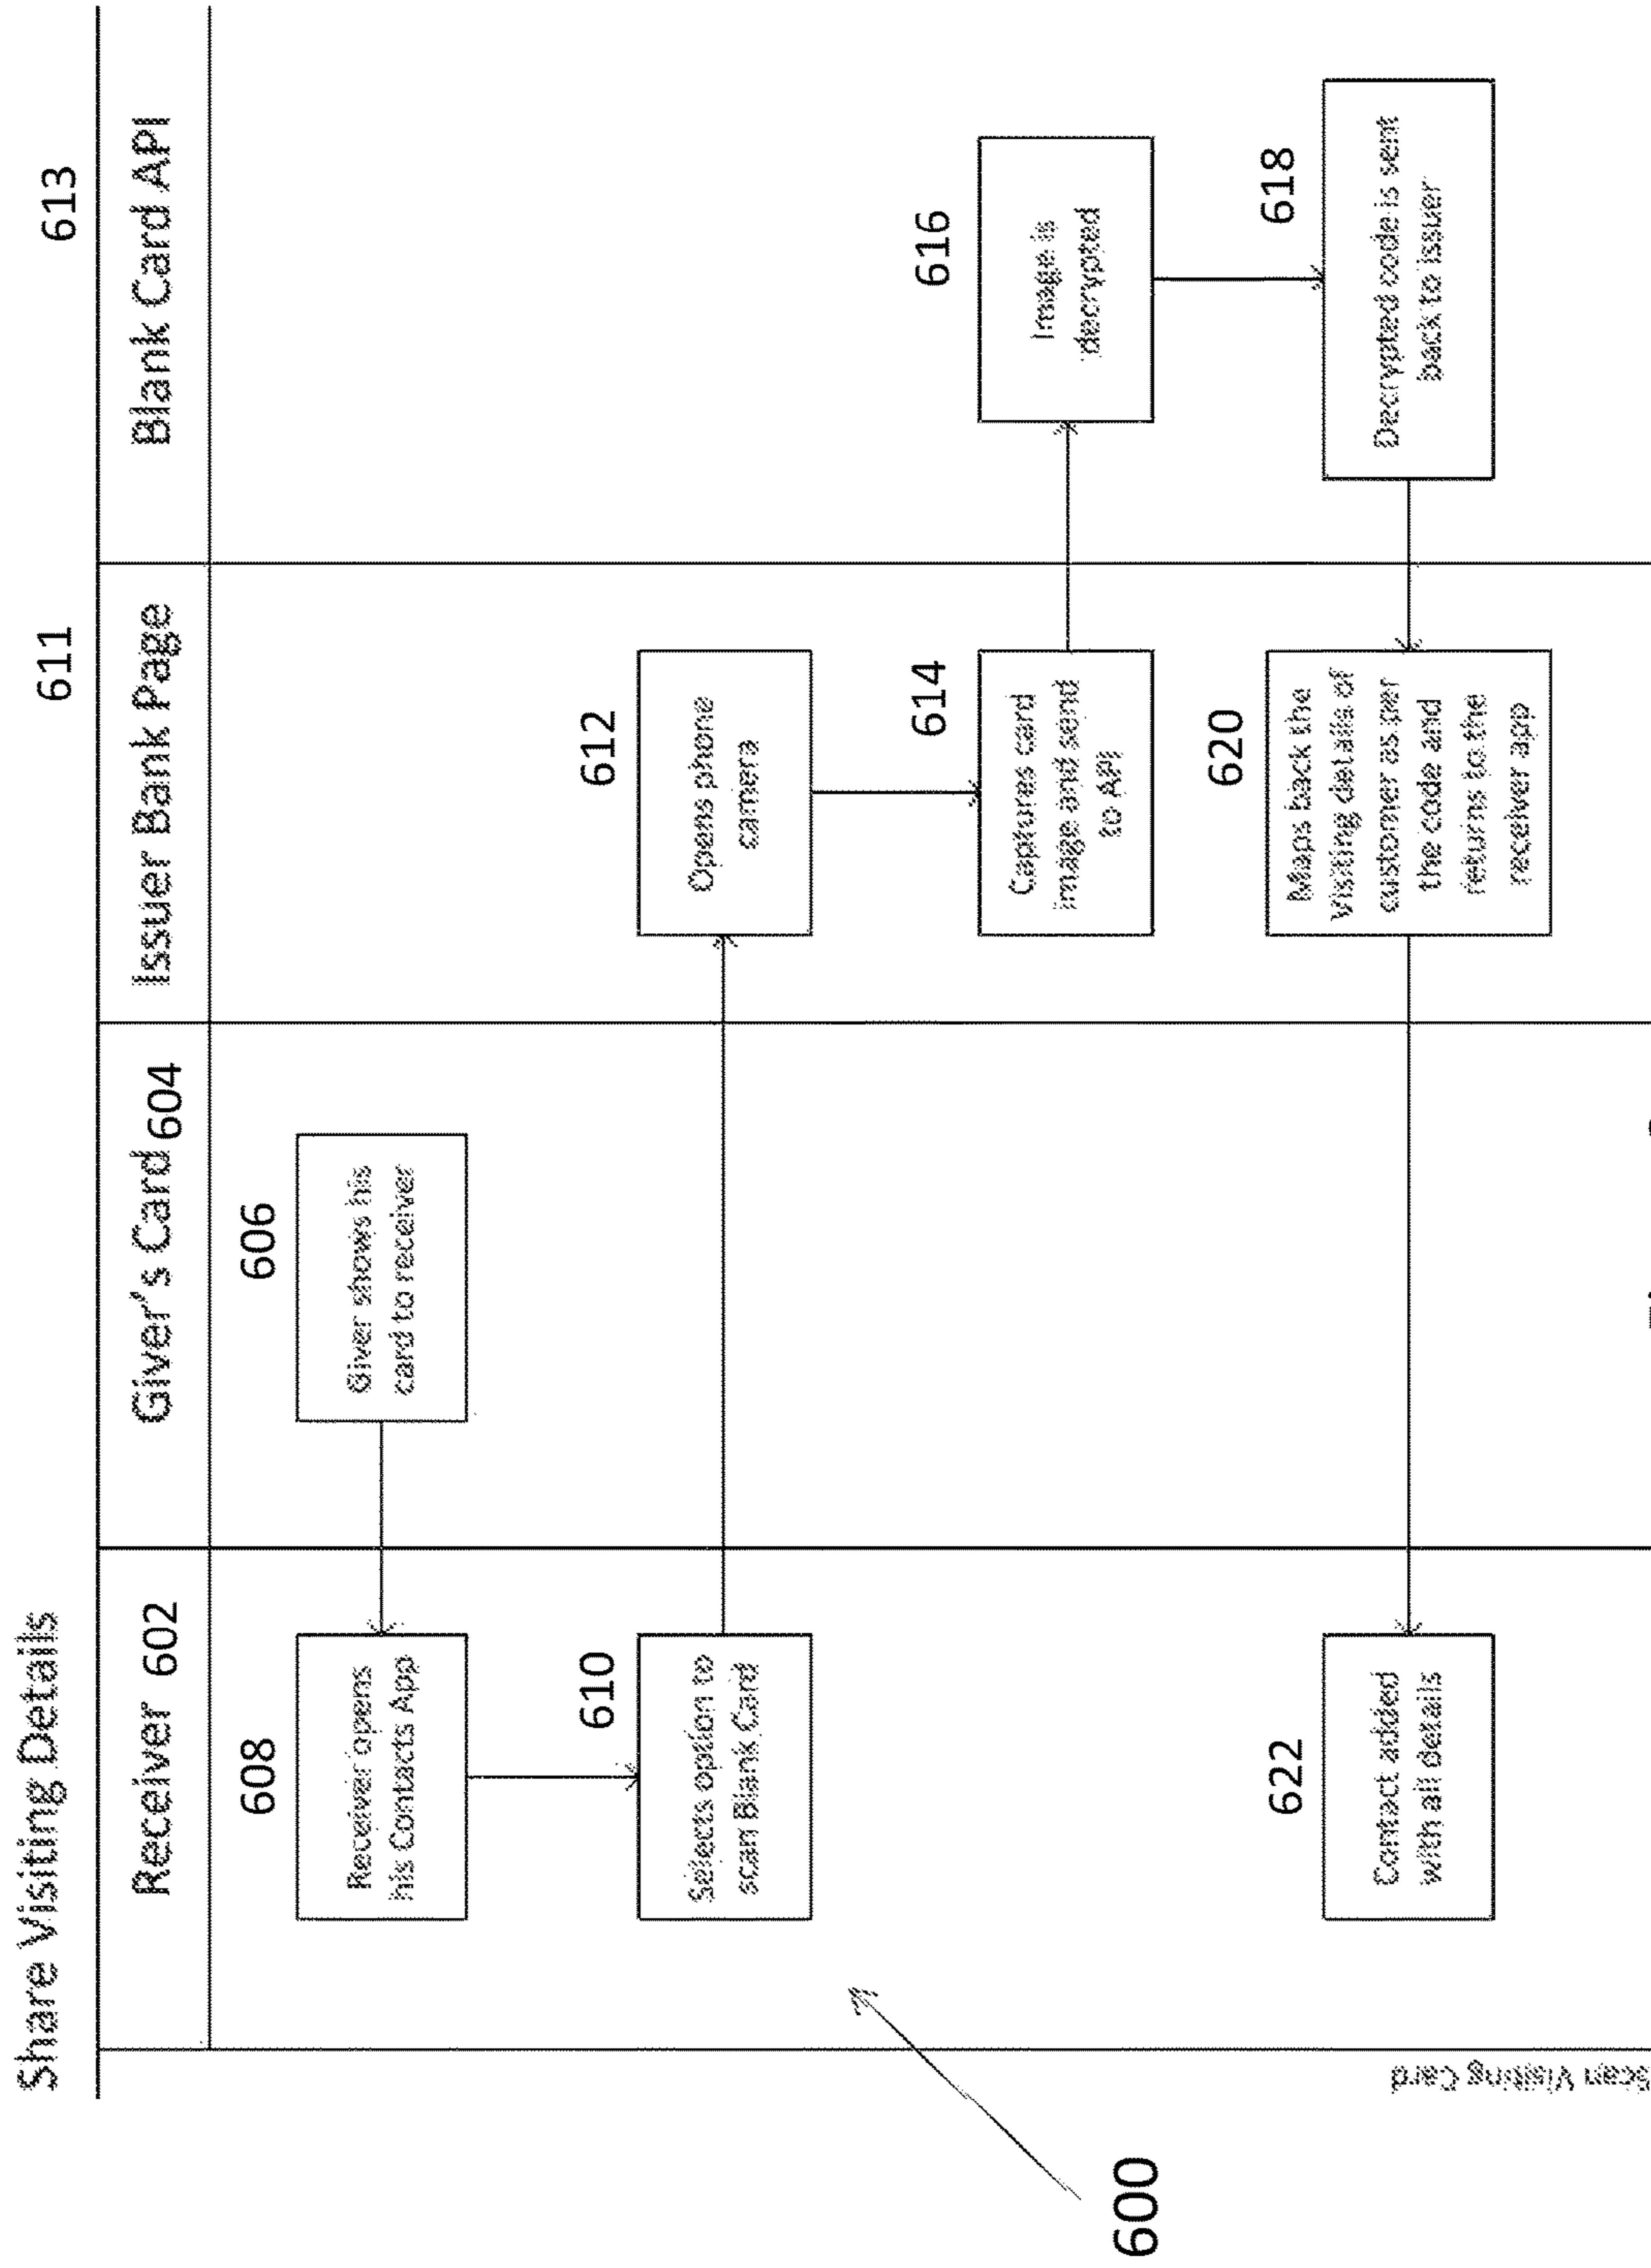 Share Visiting Details
Receiver 602
Giver's Card 604
611
Issuer Bank Page
613
Blank Card API
606
Giver shows his
card to receiver
608
Receiver opens
his Contacts App
610
Selects option to
scan Blank Card
612
Opens phone
camera
614
Captures card
image and send
to API
616
Image is
decrypted
618
Decrypted code is sent
back to issuer
620
Maps back the
Visiting details of
customer as per
the code and
returns to the
receiver app
622
Contact added
with all details
Scan Visiting Card
600